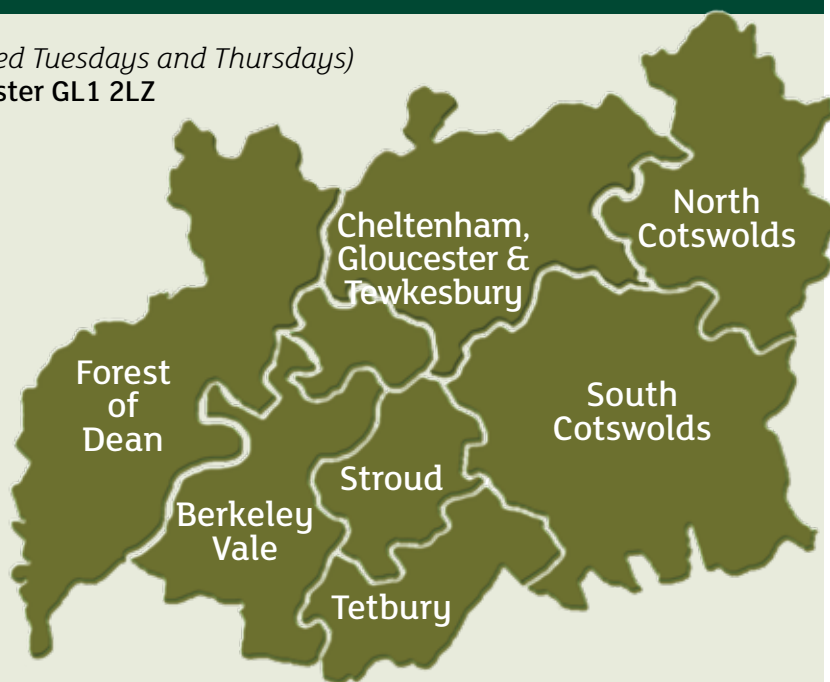 ed Tuesdays and Thursdays)
ster GL1 2LZ
Cheltenham,
Gloucester &
Tewkesbury
North
Cotswolds
Forest
of
Dean
South
Cotswolds
Stroud
Berkeley
Vale
Tetbury